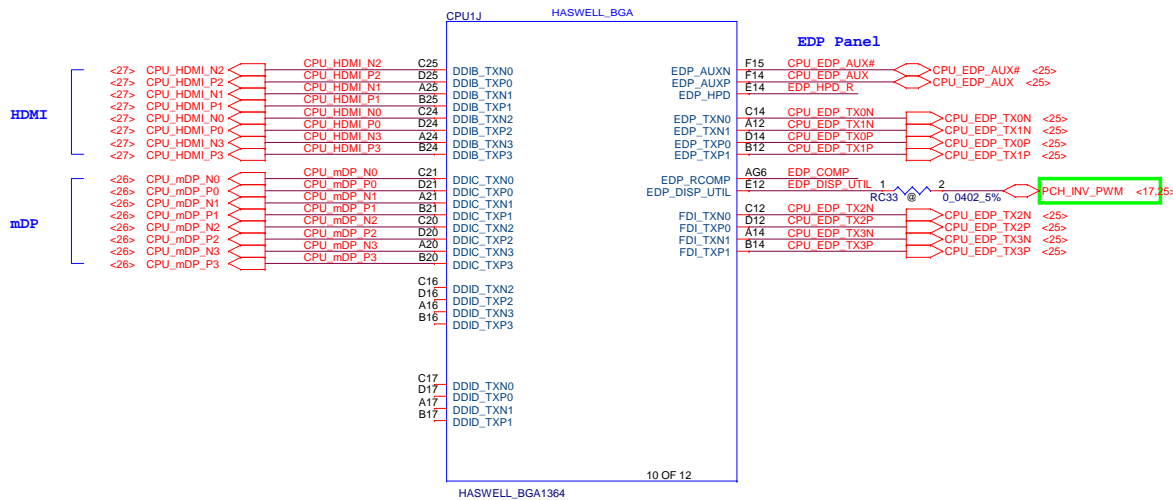 CPU1J HASWELL_BGA
EDP Panel
HDMI
mDP
<27> CPU_HDMI_N2 CPU_HDMI_N2 C25 DDIB_TXN0
<27> CPU_HDMI_P2 CPU_HDMI_P2 D25 DDIB_TXP0
<27> CPU_HDMI_N1 CPU_HDMI_N1 A25 DDIB_TXN1
<27> CPU_HDMI_P1 CPU_HDMI_P1 B25 DDIB_TXP1
<27> CPU_HDMI_N0 CPU_HDMI_N0 C24 DDIB_TXN2
<27> CPU_HDMI_P0 CPU_HDMI_P0 D24 DDIB_TXP2
<27> CPU_HDMI_N3 CPU_HDMI_N3 A24 DDIB_TXN3
<27> CPU_HDMI_P3 CPU_HDMI_P3 B24 DDIB_TXP3
<26> CPU_mDP_N0 CPU_mDP_N0 C21 DDIC_TXN0
<26> CPU_mDP_P0 CPU_mDP_P0 D21 DDIC_TXP0
<26> CPU_mDP_N1 CPU_mDP_N1 A21 DDIC_TXN1
<26> CPU_mDP_P1 CPU_mDP_P1 B21 DDIC_TXP1
<26> CPU_mDP_N2 CPU_mDP_N2 C20 DDIC_TXN2
<26> CPU_mDP_P2 CPU_mDP_P2 D20 DDIC_TXP2
<26> CPU_mDP_N3 CPU_mDP_N3 A20 DDIC_TXN3
<26> CPU_mDP_P3 CPU_mDP_P3 B20 DDIC_TXP3
C16 DDID_TXN2
D16 DDID_TXP2
A16 DDID_TXN3
B16 DDID_TXP3
C17 DDID_TXN0
D17 DDID_TXP0
A17 DDID_TXN1
B17 DDID_TXP1
EDP_AUXN F15 CPU_EDP_AUX# CPU_EDP_AUX# <25>
EDP_AUXP F14 CPU_EDP_AUX CPU_EDP_AUX <25>
EDP_HPD E14 EDP_HPD_R
EDP_TXN0 C14 CPU_EDP_TX0N CPU_EDP_TX0N <25>
EDP_TXN1 A12 CPU_EDP_TX1N CPU_EDP_TX1N <25>
EDP_TXP0 D14 CPU_EDP_TX0P CPU_EDP_TX0P <25>
EDP_TXP1 B12 CPU_EDP_TX1P CPU_EDP_TX1P <25>
EDP_RCOMP AG6 EDP_COMP
EDP_DISP_UTIL E12 EDP_DISP_UTIL 1 2 PCH_INV_PWM <17,25>
RC33 @ 0_0402_5%
FDI_TXN0 C12 CPU_EDP_TX2N CPU_EDP_TX2N <25>
FDI_TXP0 D12 CPU_EDP_TX2P CPU_EDP_TX2P <25>
FDI_TXN1 A14 CPU_EDP_TX3N CPU_EDP_TX3N <25>
FDI_TXP1 B14 CPU_EDP_TX3P CPU_EDP_TX3P <25>
10 OF 12
HASWELL_BGA1364